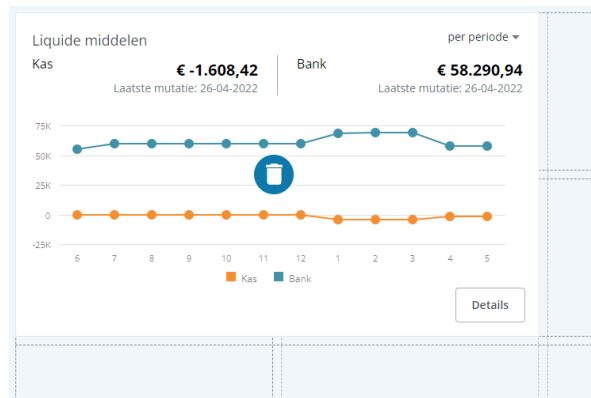 Liquide middelen
per periode
Kas
€ -1.608,42
Laatste mutatie: 26-04-2022
Bank
€ 58.290,94
Laatste mutatie: 26-04-2022
75K
50K
25K
0
-25K
6 7 8 9 10 11 12 1 2 3 4 5
Kas Bank
Details